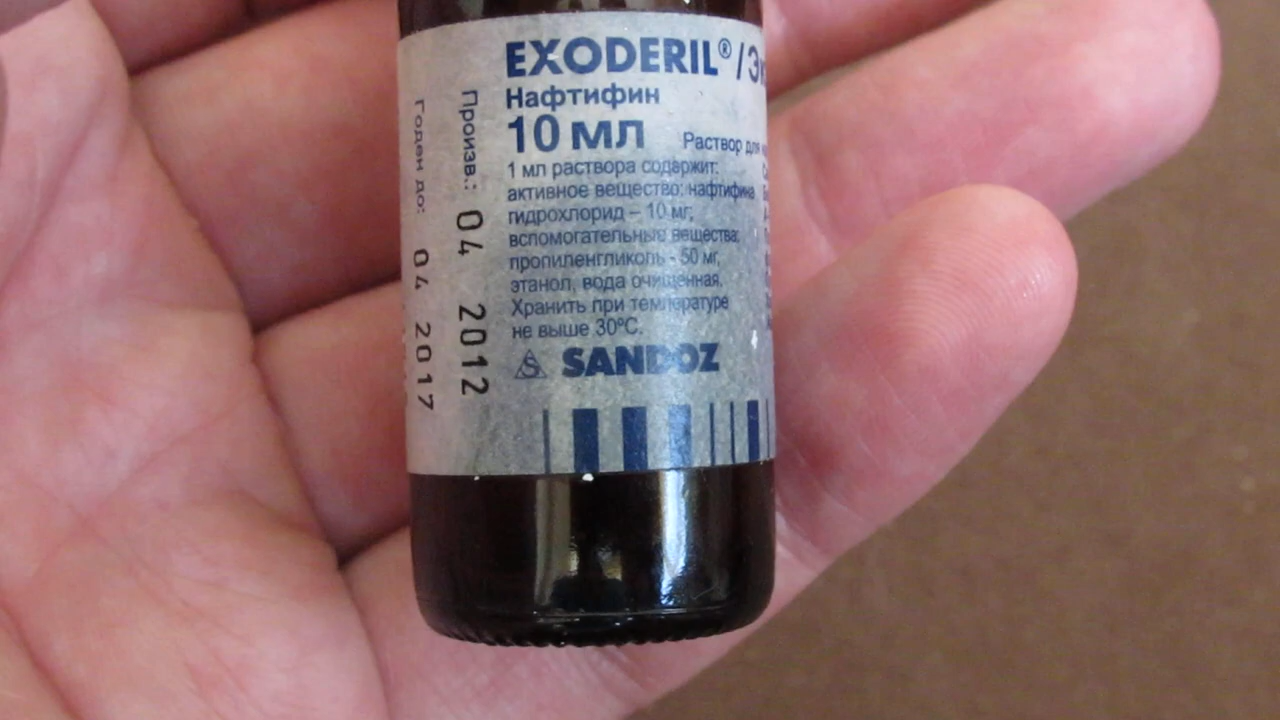 EXODERIL® /
Нафтифин
10 мл
Раствор для
1 мл раствора содержит:
активное вещество: нафтифина
гидрохлорид – 10 мг;
вспомогательные вещества:
пропиленгликоль - 50 мг,
этанол, вода очищенная.
Хранить при температуре
не выше 30°C.
S SANDOZ
Произв.: 04 2012
Годен до: 04 2017